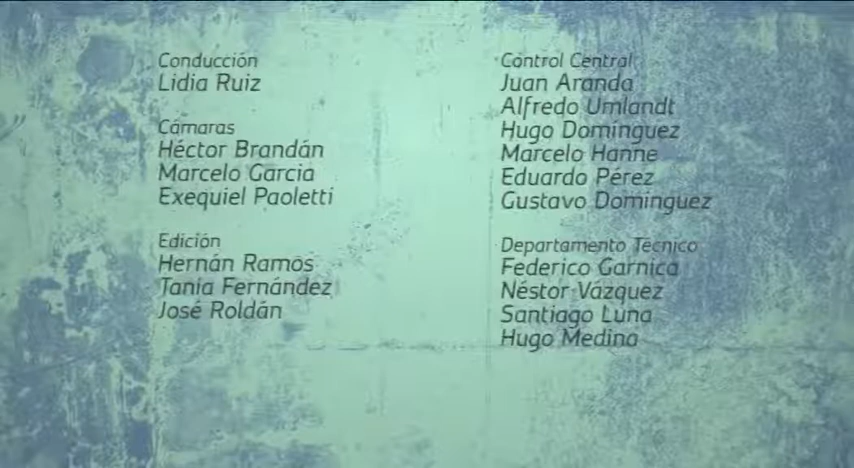 Conducción
Lidia Ruiz
Cámaras
Héctor Brandán
Marcelo Garcia
Exequiel Paoletti
Edición
Hernán Ramos
Tania Fernández
José Roldán
Control Central
Juan Aranda
Alfredo Umlandt
Hugo Domínguez
Marcelo Hanne
Eduardo Pérez
Gustavo Dominguez
Departamento Técnico
Federico Garnica
Néstor Vázquez
Santiago Luna
Hugo Medina